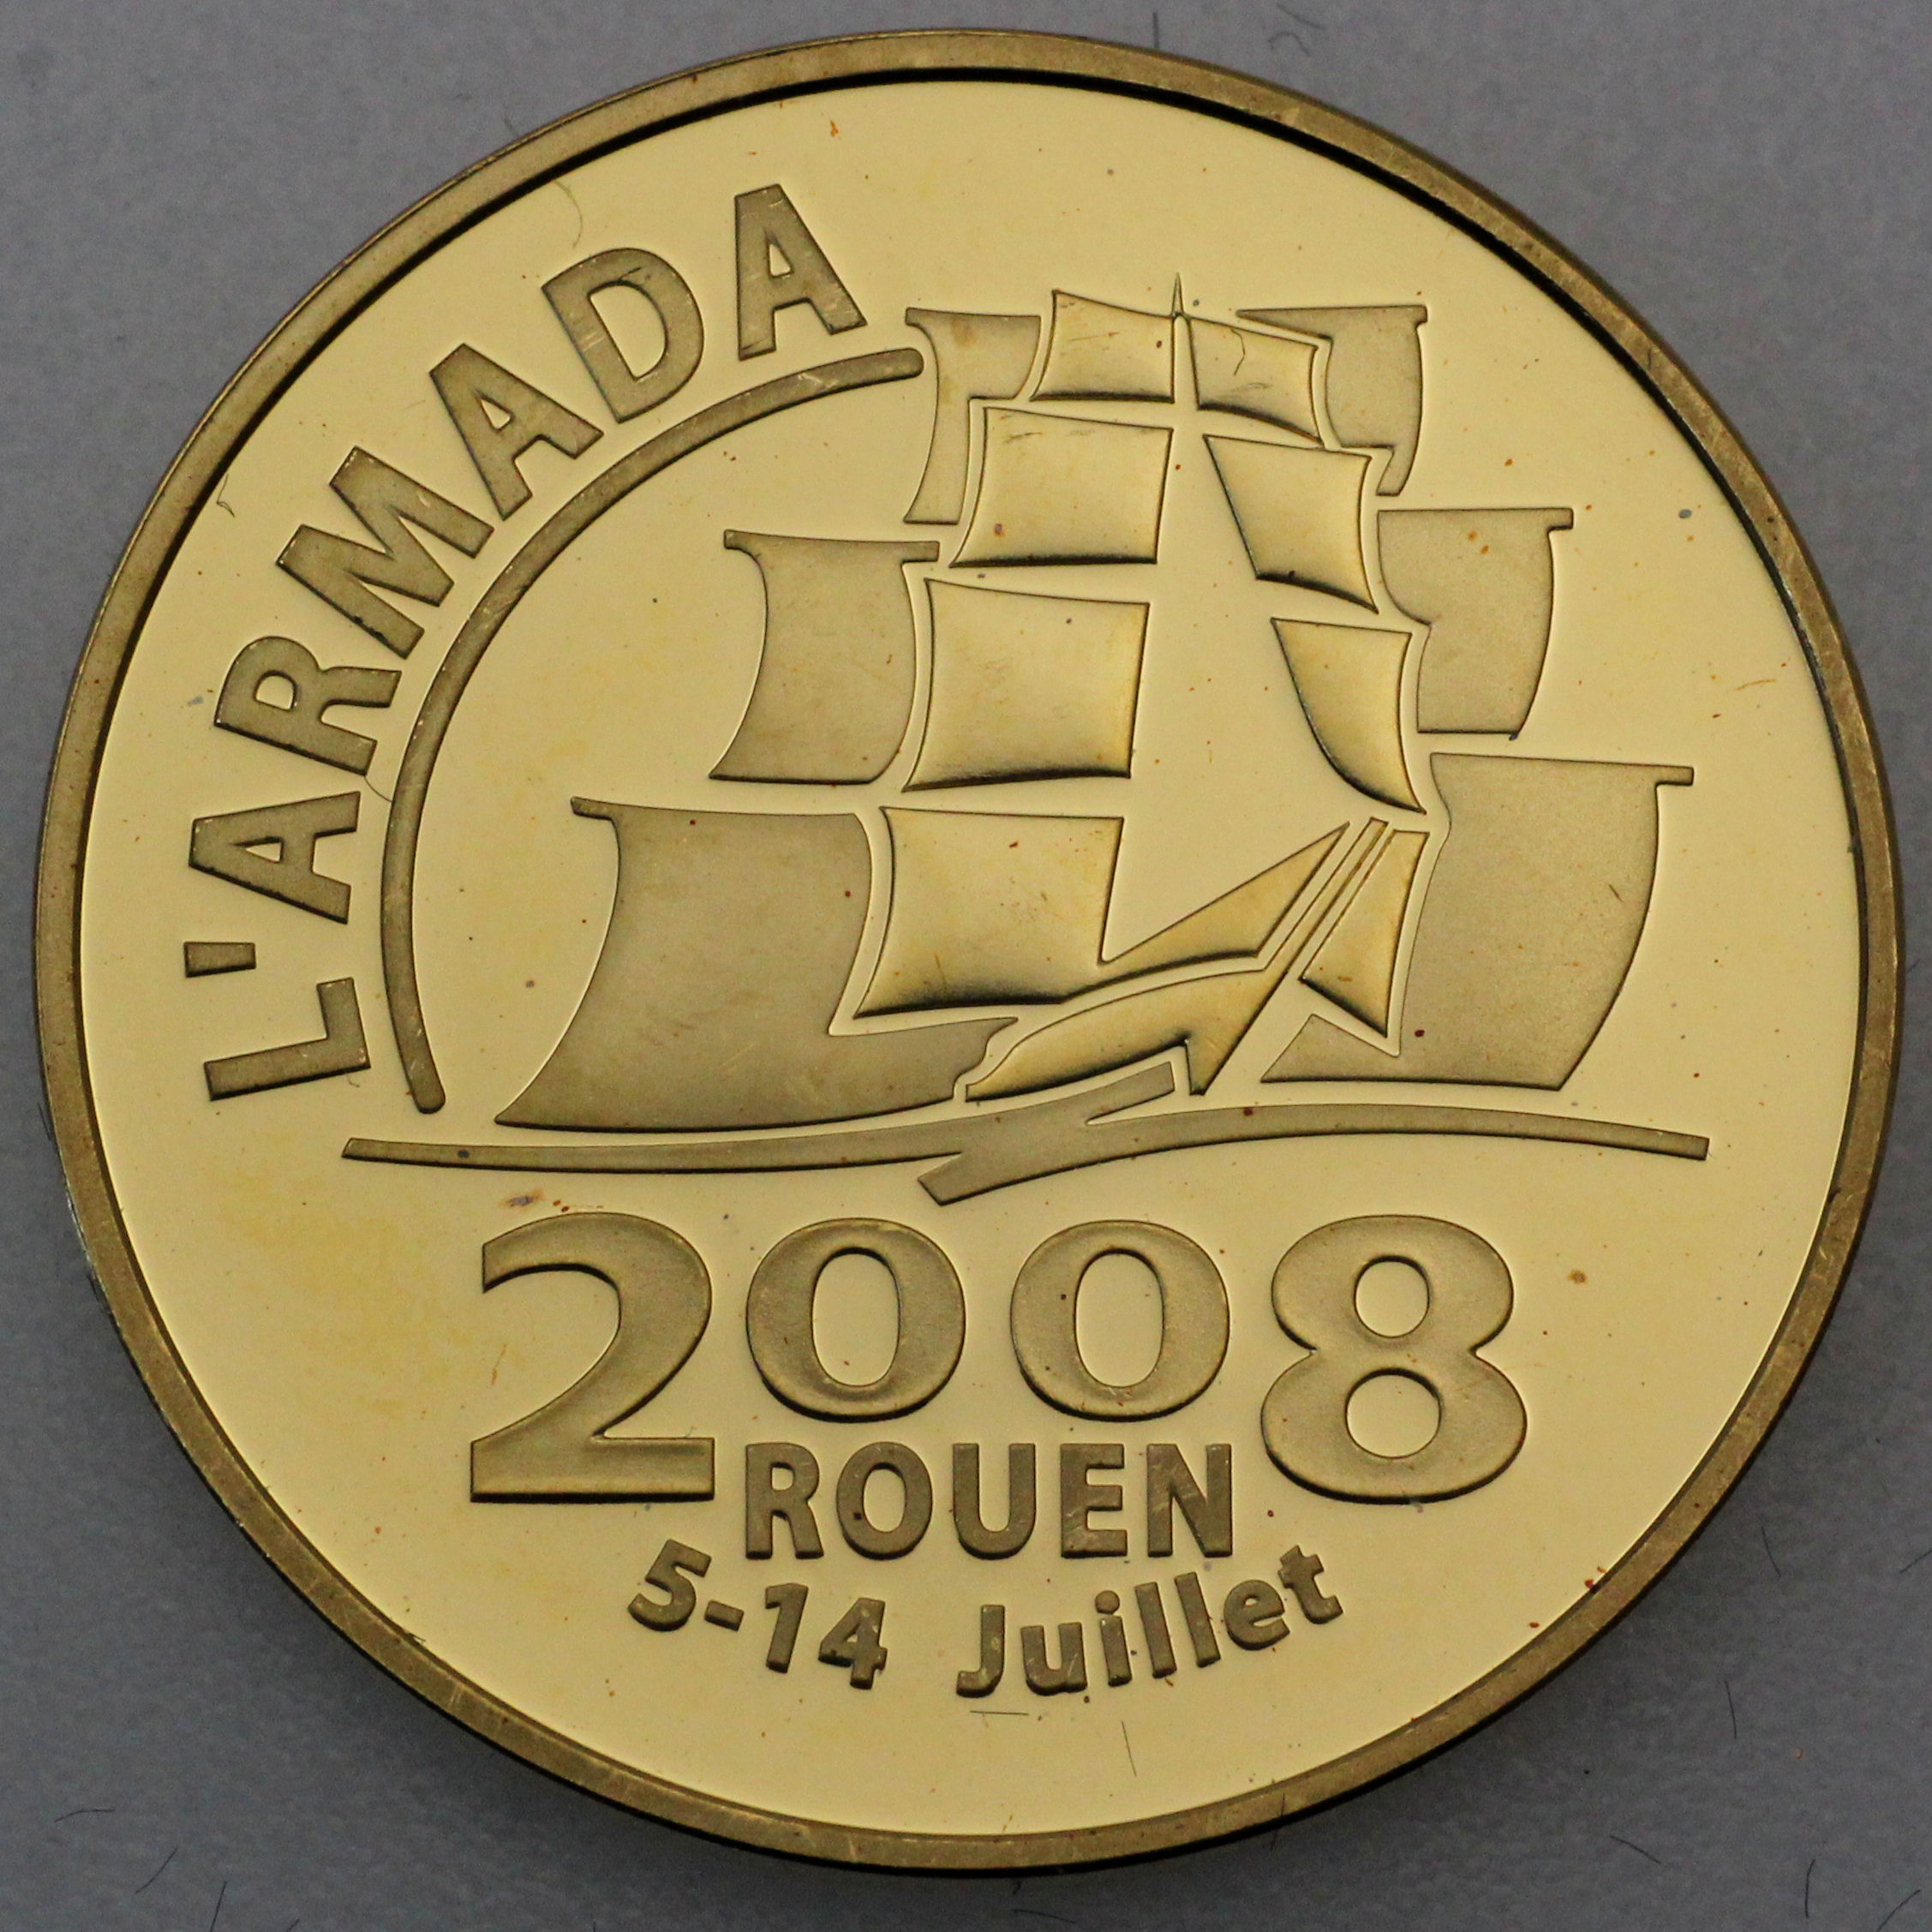 L'ARMADA
2008
ROUEN
5-14 Juillet